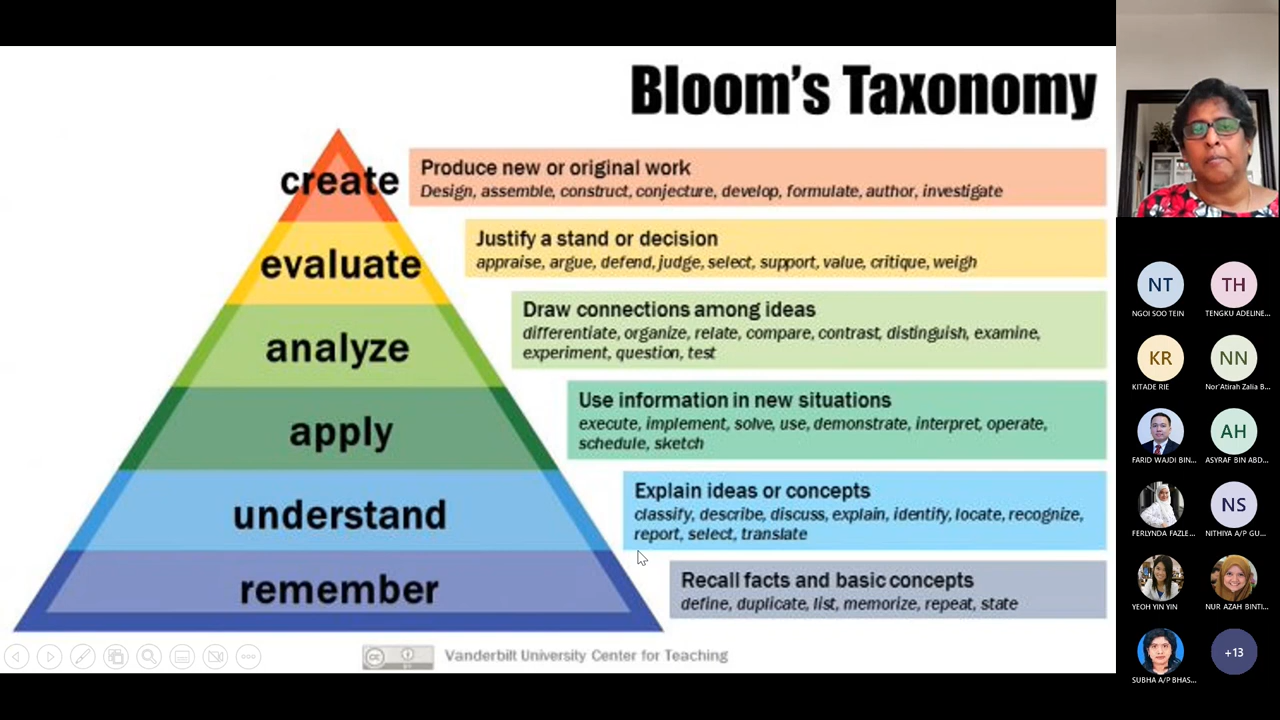 Bloom's Taxonomy
create
Produce new or original work
Design, assemble, construct, conjecture, develop, formulate, author, investigate
evaluate
Justify a stand or decision
appraise, argue, defend, judge, select, support, value, critique, weigh
analyze
Draw connections among ideas
differentiate, organize, relate, compare, contrast, distinguish, examine,
experiment, question, test
apply
Use information in new situations
execute, implement, solve, use, demonstrate, interpret, operate,
schedule, sketch
understand
Explain ideas or concepts
classify, describe, discuss, explain, identify, locate, recognize,
report, select, translate
remember
Recall facts and basic concepts
define, duplicate, list, memorize, repeat, state
cc
Vanderbilt University Center for Teaching
NT
NGOI SOO TEIN
TH
TENGKU ADELINE...
KR
KITADE RIE
NN
Nor'Atirah Zalia B...
FARID WAJDI BIN...
AH
ASYRAF BIN ABD...
FERLYNDA FAZLE...
NS
NITHIYA A/P GU...
YEOH YIN YIN
NUR AZAH BINTI...
SUBHA A/P BHAS...
+13